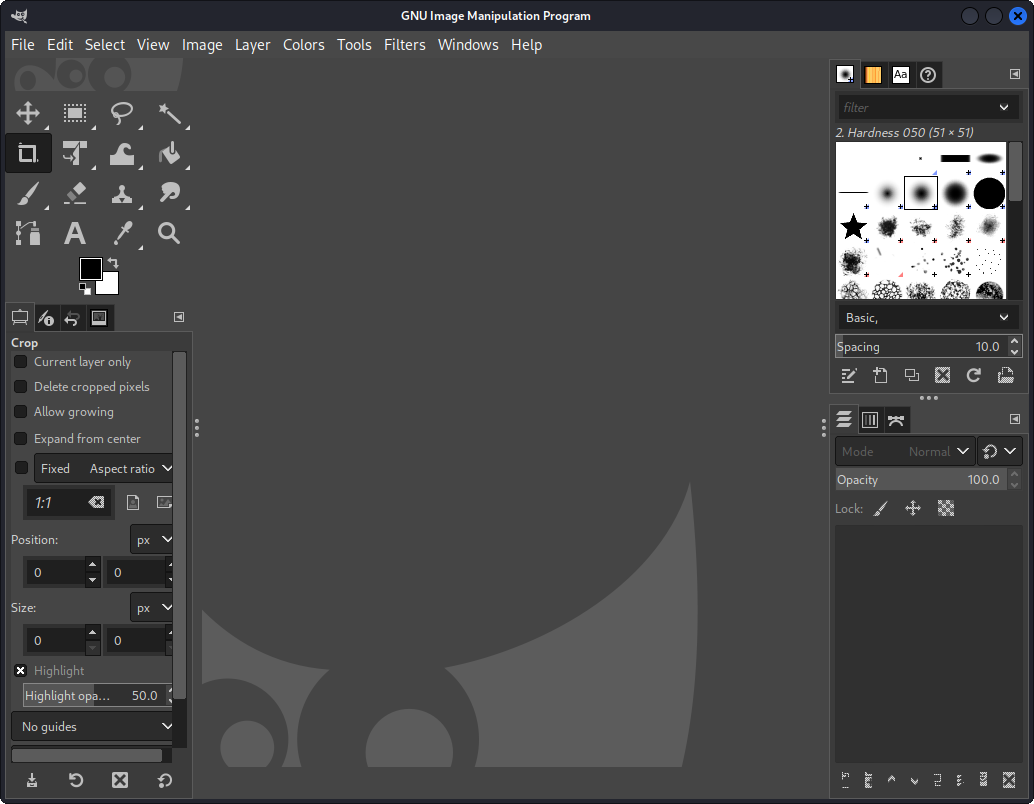 GNU Image Manipulation Program
File Edit Select View Image Layer Colors Tools Filters Windows Help
Aa
filter
2. Hardness 050 (51 × 51)
Basic,
Spacing 10.0
Crop
Current layer only
Delete cropped pixels
Allow growing
Expand from center
Fixed Aspect ratio
1:1
Position: px
0 0
Size: px
0 0
Highlight
Highlight opa... 50.0
No guides
Mode Normal
Opacity 100.0
Lock: